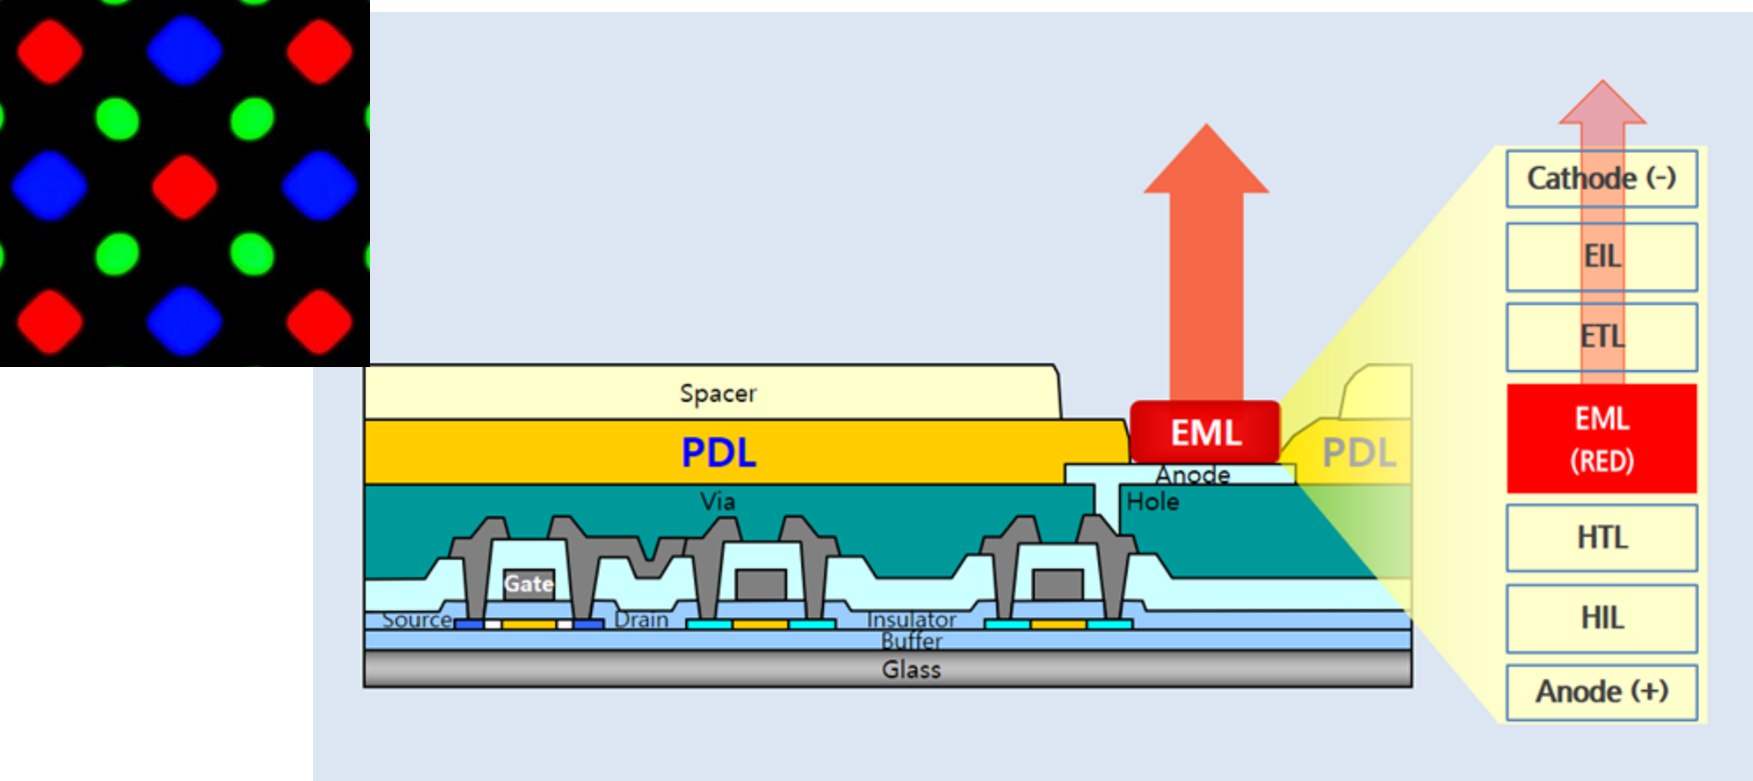 Spacer
PDL
EML
PDL
Anode
Via
Hole
Gate
Source
Drain
Insulator
Buffer
Glass
Cathode (-)
EIL
ETL
EML
(RED)
HTL
HIL
Anode (+)